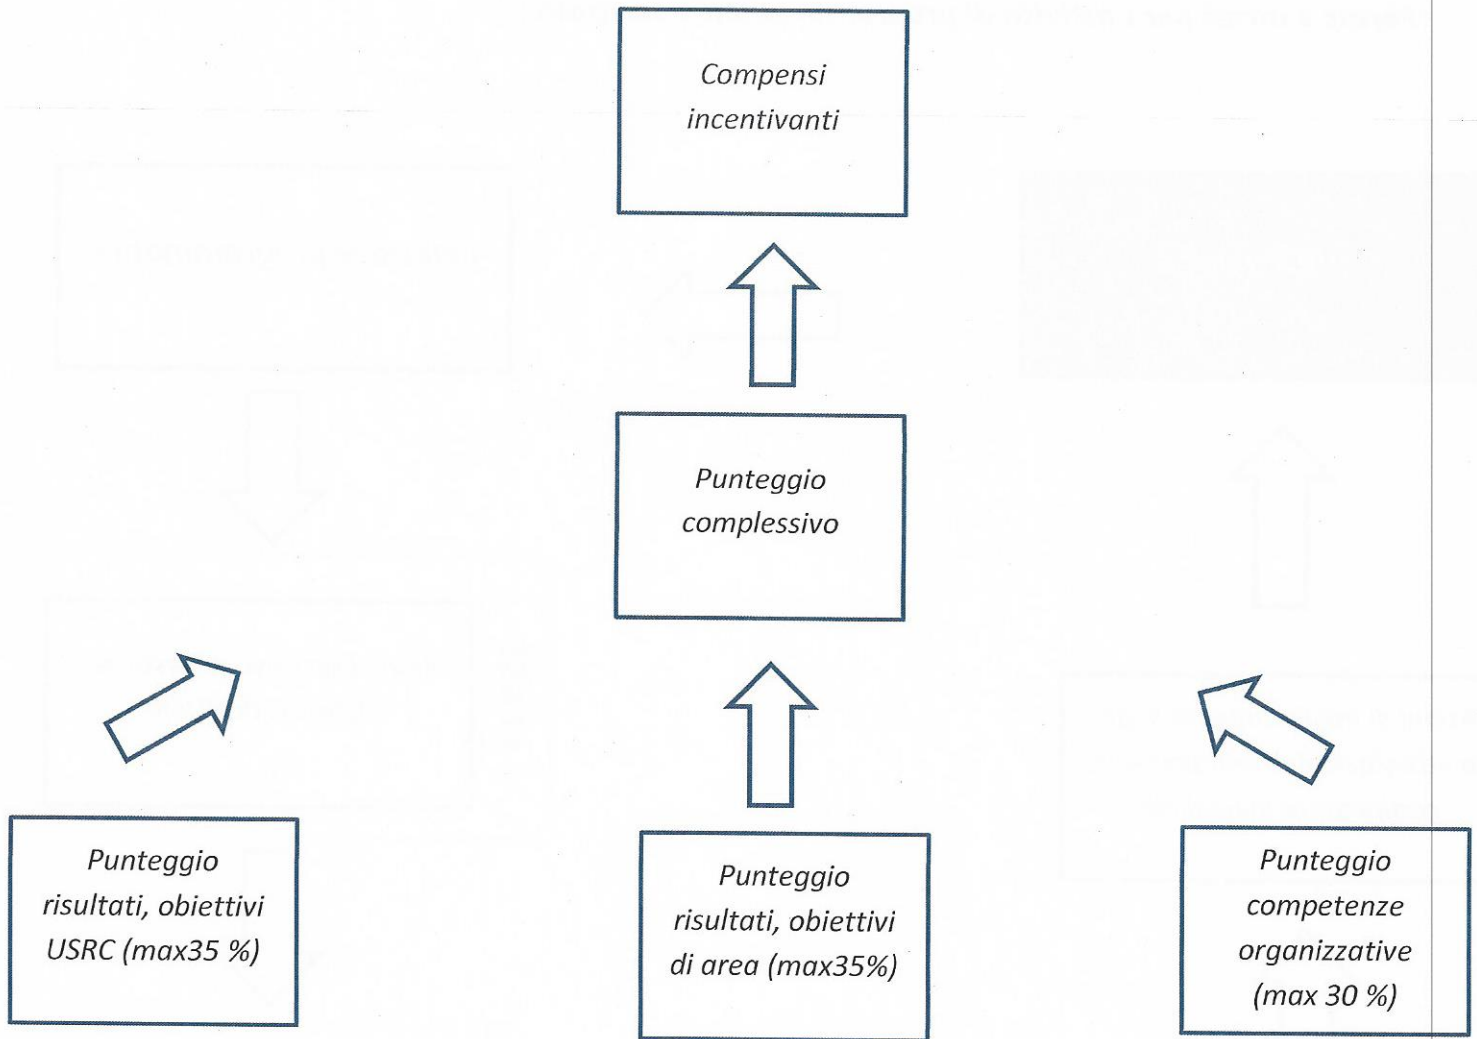 Compensi
incentivanti
Punteggio
complessivo
Punteggio
risultati, obiettivi
USRC (max35 %)
Punteggio
risultati, obiettivi
di area (max35%)
Punteggio
competenze
organizzative
(max 30 %)